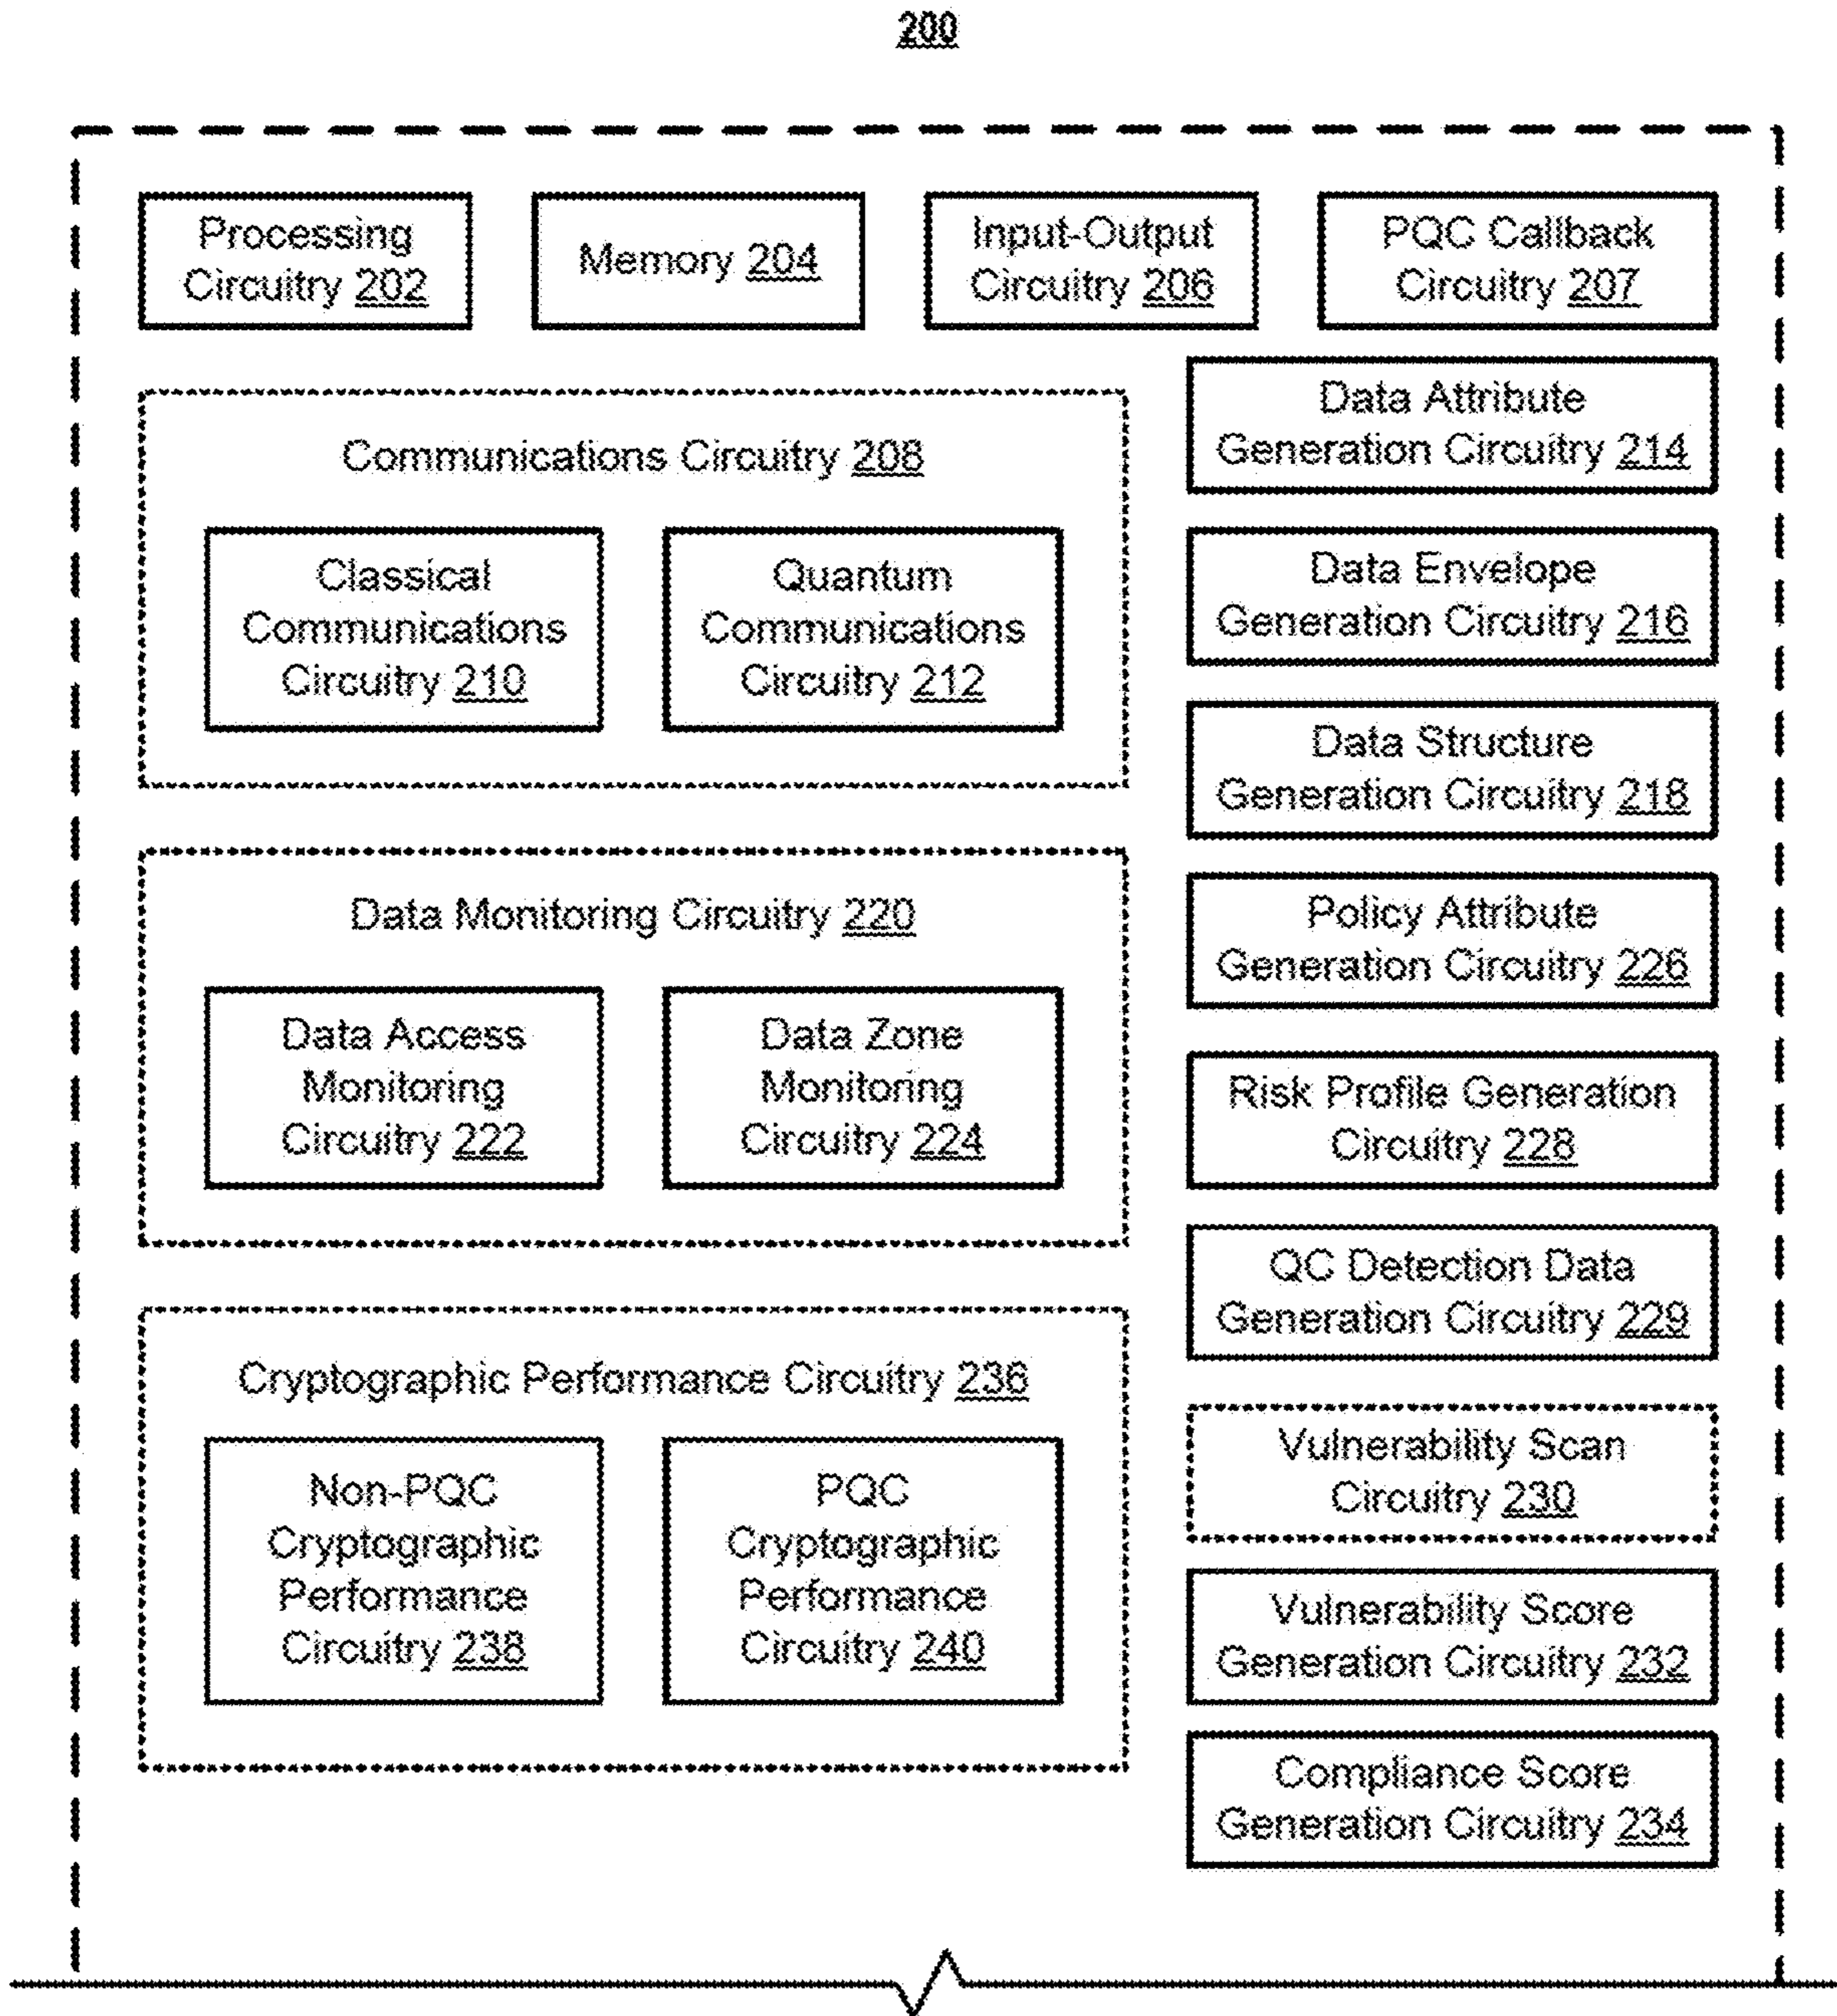 200
Processing
Circuitry 202
Memory 204
Input-Output
Circuitry 206
PQC Callback
Circuitry 207
Communications Circuitry 208
Classical
Communications
Circuitry 210
Quantum
Communications
Circuitry 212
Data Monitoring Circuitry 220
Data Access
Monitoring
Circuitry 222
Data Zone
Monitoring
Circuitry 224
Cryptographic Performance Circuitry 236
Non-PQC
Cryptographic
Performance
Circuitry 238
PQC
Cryptographic
Performance
Circuitry 240
Data Attribute
Generation Circuitry 214
Data Envelope
Generation Circuitry 216
Data Structure
Generation Circuitry 218
Policy Attribute
Generation Circuitry 226
Risk Profile Generation
Circuitry 228
QC Detection Data
Generation Circuitry 229
Vulnerability Scan
Circuitry 230
Vulnerability Score
Generation Circuitry 232
Compliance Score
Generation Circuitry 234